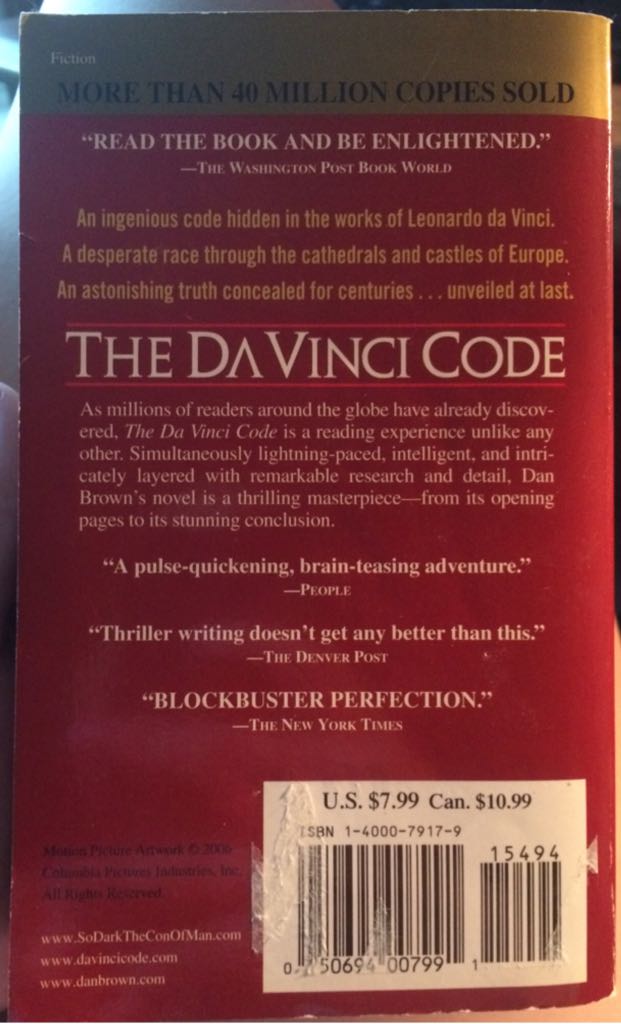 Fiction
MORE THAN 40 MILLION COPIES SOLD
“READ THE BOOK AND BE ENLIGHTENED.”
—THE WASHINGTON POST BOOK WORLD
An ingenious code hidden in the works of Leonardo da Vinci.
A desperate race through the cathedrals and castles of Europe.
An astonishing truth concealed for centuries . . . unveiled at last.
THE DA VINCI CODE
As millions of readers around the globe have already discov-
ered, The Da Vinci Code is a reading experience unlike any
other. Simultaneously lightning-paced, intelligent, and intri-
cately layered with remarkable research and detail, Dan
Brown’s novel is a thrilling masterpiece—from its opening
pages to its stunning conclusion.
“A pulse-quickening, brain-teasing adventure.”
—PEOPLE
“Thriller writing doesn’t get any better than this.”
—THE DENVER POST
“BLOCKBUSTER PERFECTION.”
—THE NEW YORK TIMES
U.S. $7.99 Can. $10.99
ISBN 1-4000-7917-9
15494
0 50694 00799 1
Motion Picture Artwork © 2006
Columbia Pictures Industries, Inc.
All Rights Reserved.
www.SoDarkTheConOfMan.com
www.davincicode.com
www.danbrown.com